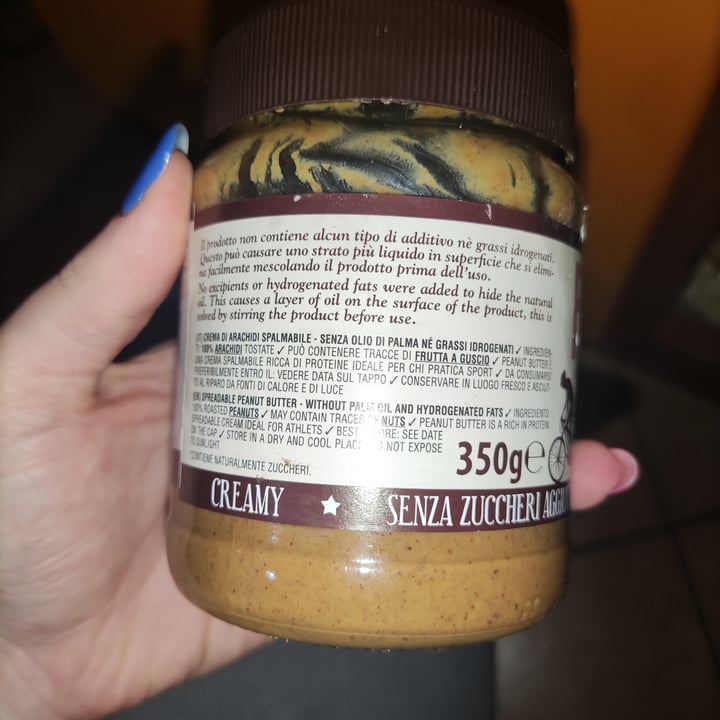 Il prodotto non contiene alcun tipo di additivo nè grassi idrogenati.
Questo può causare uno strato più liquido in superficie che si elimi-
na facilmente mescolando il prodotto prima dell'uso.
No excipients or hydrogenated fats were added to hide the natural
oil. This causes a layer of oil on the surface of the product, this is
solved by stirring the product before use.
(IT) CREMA DI ARACHIDI SPALMABILE - SENZA OLIO DI PALMA NÉ GRASSI IDROGENATI ✓ INGREDIEN-
TI: 100% ARACHIDI TOSTATE ✓ PUÒ CONTENERE TRACCE DI FRUTTA A GUSCIO ✓ PEANUT BUTTER È
UNA CREMA SPALMABILE RICCA DI PROTEINE IDEALE PER CHI PRATICA SPORT ✓ DA CONSUMARSI
PREFERIBILMENTE ENTRO IL: VEDERE DATA SUL TAPPO ✓ CONSERVARE IN LUOGO FRESCO E ASCIUT-
TO AL RIPARO DA FONTI DI CALORE E DI LUCE
(EN) SPREADABLE PEANUT BUTTER - WITHOUT PALM OIL AND HYDROGENATED FATS ✓ INGREDIENTS:
100% ROASTED PEANUTS ✓ MAY CONTAIN TRACES OF NUTS ✓ PEANUT BUTTER IS A RICH IN PROTEIN
SPREADABLE CREAM IDEAL FOR ATHLETES ✓ BEST BEFORE: SEE DATE
ON THE CAP ✓ STORE IN A DRY AND COOL PLACE DO NOT EXPOSE
TO SUNLIGHT
*CONTIENE NATURALMENTE ZUCCHERI.
350g℮
CREAMY ★ SENZA ZUCCHERI